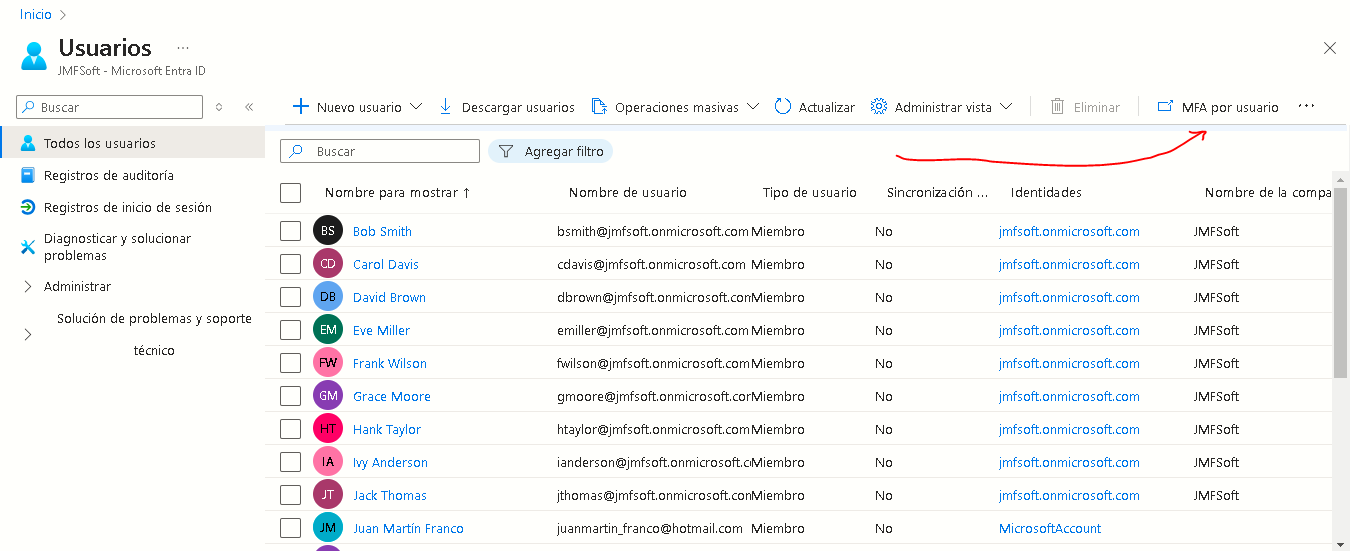 Inicio
Usuarios ...
JMFSoft - Microsoft Entra ID
Buscar
Nuevo usuario
Descargar usuarios
Operaciones masivas
Actualizar
Administrar vista
Eliminar
MFA por usuario
...
Todos los usuarios
Registros de auditoría
Registros de inicio de sesión
Diagnosticar y solucionar
problemas
Administrar
Solución de problemas y soporte
técnico
Buscar
Agregar filtro
Nombre para mostrar ↑ Nombre de usuario Tipo de usuario Sincronización ... Identidades Nombre de la compa
BS Bob Smith bsmith@jmfsoft.onmicrosoft.com Miembro No jmfsoft.onmicrosoft.com JMFSoft
CD Carol Davis cdavis@jmfsoft.onmicrosoft.com Miembro No jmfsoft.onmicrosoft.com JMFSoft
DB David Brown dbrown@jmfsoft.onmicrosoft.con Miembro No jmfsoft.onmicrosoft.com JMFSoft
EM Eve Miller emiller@jmfsoft.onmicrosoft.com Miembro No jmfsoft.onmicrosoft.com JMFSoft
FW Frank Wilson fwilson@jmfsoft.onmicrosoft.com Miembro No jmfsoft.onmicrosoft.com JMFSoft
GM Grace Moore gmoore@jmfsoft.onmicrosoft.cor Miembro No jmfsoft.onmicrosoft.com JMFSoft
HT Hank Taylor htaylor@jmfsoft.onmicrosoft.com Miembro No jmfsoft.onmicrosoft.com JMFSoft
IA Ivy Anderson ianderson@jmfsoft.onmicrosoft.c Miembro No jmfsoft.onmicrosoft.com JMFSoft
JT Jack Thomas jthomas@jmfsoft.onmicrosoft.con Miembro No jmfsoft.onmicrosoft.com JMFSoft
JM Juan Martín Franco juanmartin_franco@hotmail.com Miembro No MicrosoftAccount